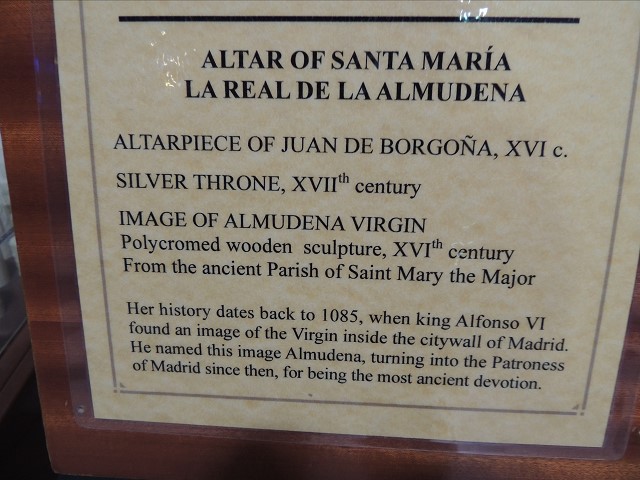 ALTAR OF SANTA MARÍA
LA REAL DE LA ALMUDENA
ALTARPIECE OF JUAN DE BORGOÑA, XVI c.
SILVER THRONE, XVIIth century
IMAGE OF ALMUDENA VIRGIN
Polycromed wooden sculpture, XVIth century
From the ancient Parish of Saint Mary the Major
Her history dates back to 1085, when king Alfonso VI
found an image of the Virgin inside the citywall of Madrid.
He named this image Almudena, turning into the Patroness
of Madrid since then, for being the most ancient devotion.